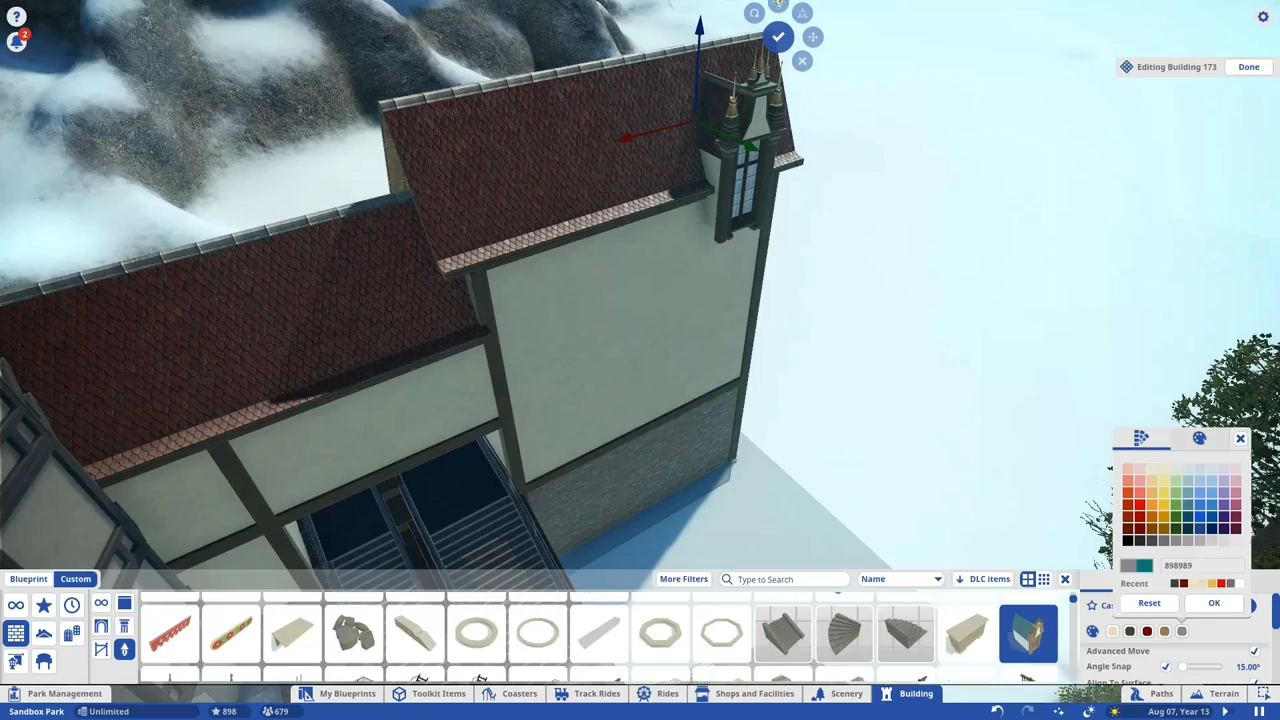 ?
2
Editing Building 173
Done
898989
Recent
Reset
OK
Blueprint
Custom
More Filters
Type to Search
Name
DLC items
Advanced Move
Angle Snap
15.00°
Park Management
My Blueprints
Toolkit Items
Coasters
Track Rides
Rides
Shops and Facilities
Scenery
Building
Paths
Terrain
Sandbox Park
Unlimited
898
679
Aug 07, Year 13